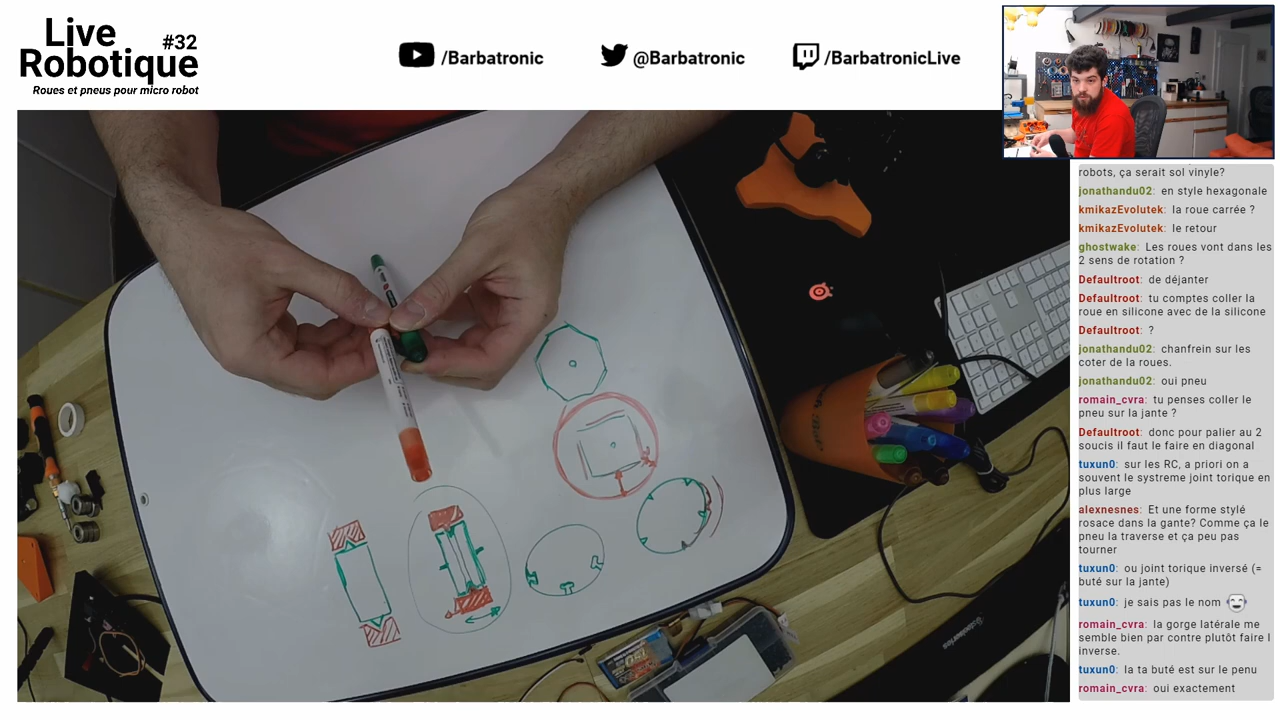 Live
Robotique #32
Roues et pneus pour micro robot
/Barbatronic
@Barbatronic
/BarbatronicLive
robots, ça serait sol vinyle?
jonathandu02: en style hexagonale
kmikazEvolutek: la roue carrée ?
kmikazEvolutek: le retour
ghostwake: Les roues vont dans les
2 sens de rotation ?
Defaultroot: de déjanter
Defaultroot: tu comptes coller la
roue en silicone avec de la silicone
Defaultroot: ?
jonathandu02: chanfrein sur les
coter de la roues.
jonathandu02: oui pneu
romain_cvra: tu penses coller le
pneu sur la jante ?
Defaultroot: donc pour palier au 2
soucis il faut le faire en diagonal
tuxun0: sur les RC, a priori on a
souvent le systreme joint torique en
plus large
alexnesnes: Et une forme stylé
rosace dans la gante? Comme ça le
pneu la traverse et ça peu pas
tourner
tuxun0: ou joint torique inversé (=
buté sur la jante)
tuxun0: je sais pas le nom
romain_cvra: la gorge latérale me
semble bien par contre plutôt faire l
inverse.
tuxun0: la ta buté est sur le penu
romain_cvra: oui exactement